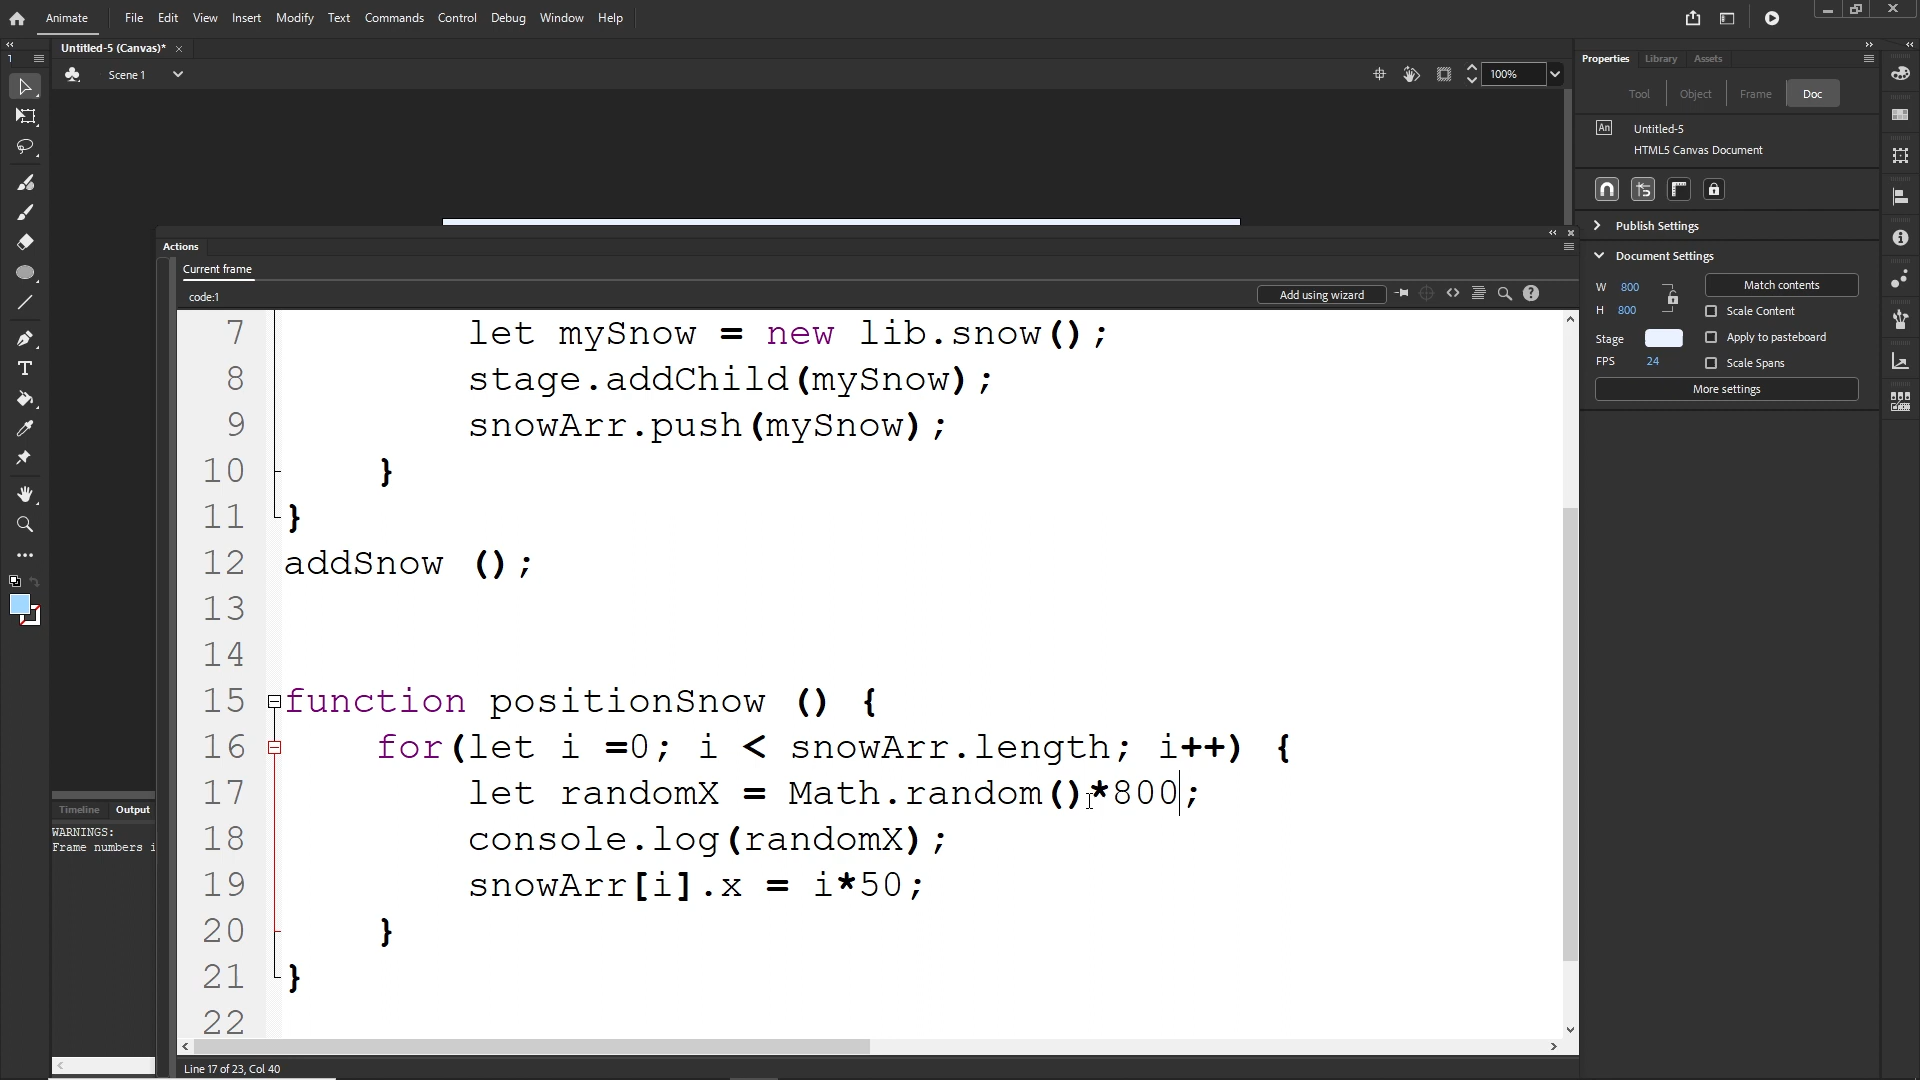 Animate File Edit View Insert Modify Text Commands Control Debug Window Help
Untitled-5 (Canvas)*
Scene 1
100%
Properties Library Assets
Tool Object Frame Doc
An Untitled-5
HTML5 Canvas Document
Publish Settings
Document Settings
W 800 Match contents
H 800 Scale Content
Stage Apply to pasteboard
FPS 24 Scale Spans
More settings
Actions
Current frame
code:1 Add using wizard
7 let mySnow = new lib.snow();
8 stage.addChild(mySnow);
9 snowArr.push(mySnow);
10 }
11 }
12 addSnow ();
13
14
15 function positionSnow () {
16 for(let i =0; i < snowArr.length; i++) {
17 let randomX = Math.random()*800;
18 console.log(randomX);
19 snowArr[i].x = i*50;
20 }
21 }
22
Line 17 of 23, Col 40
Timeline Output
WARNINGS:
Frame numbers i